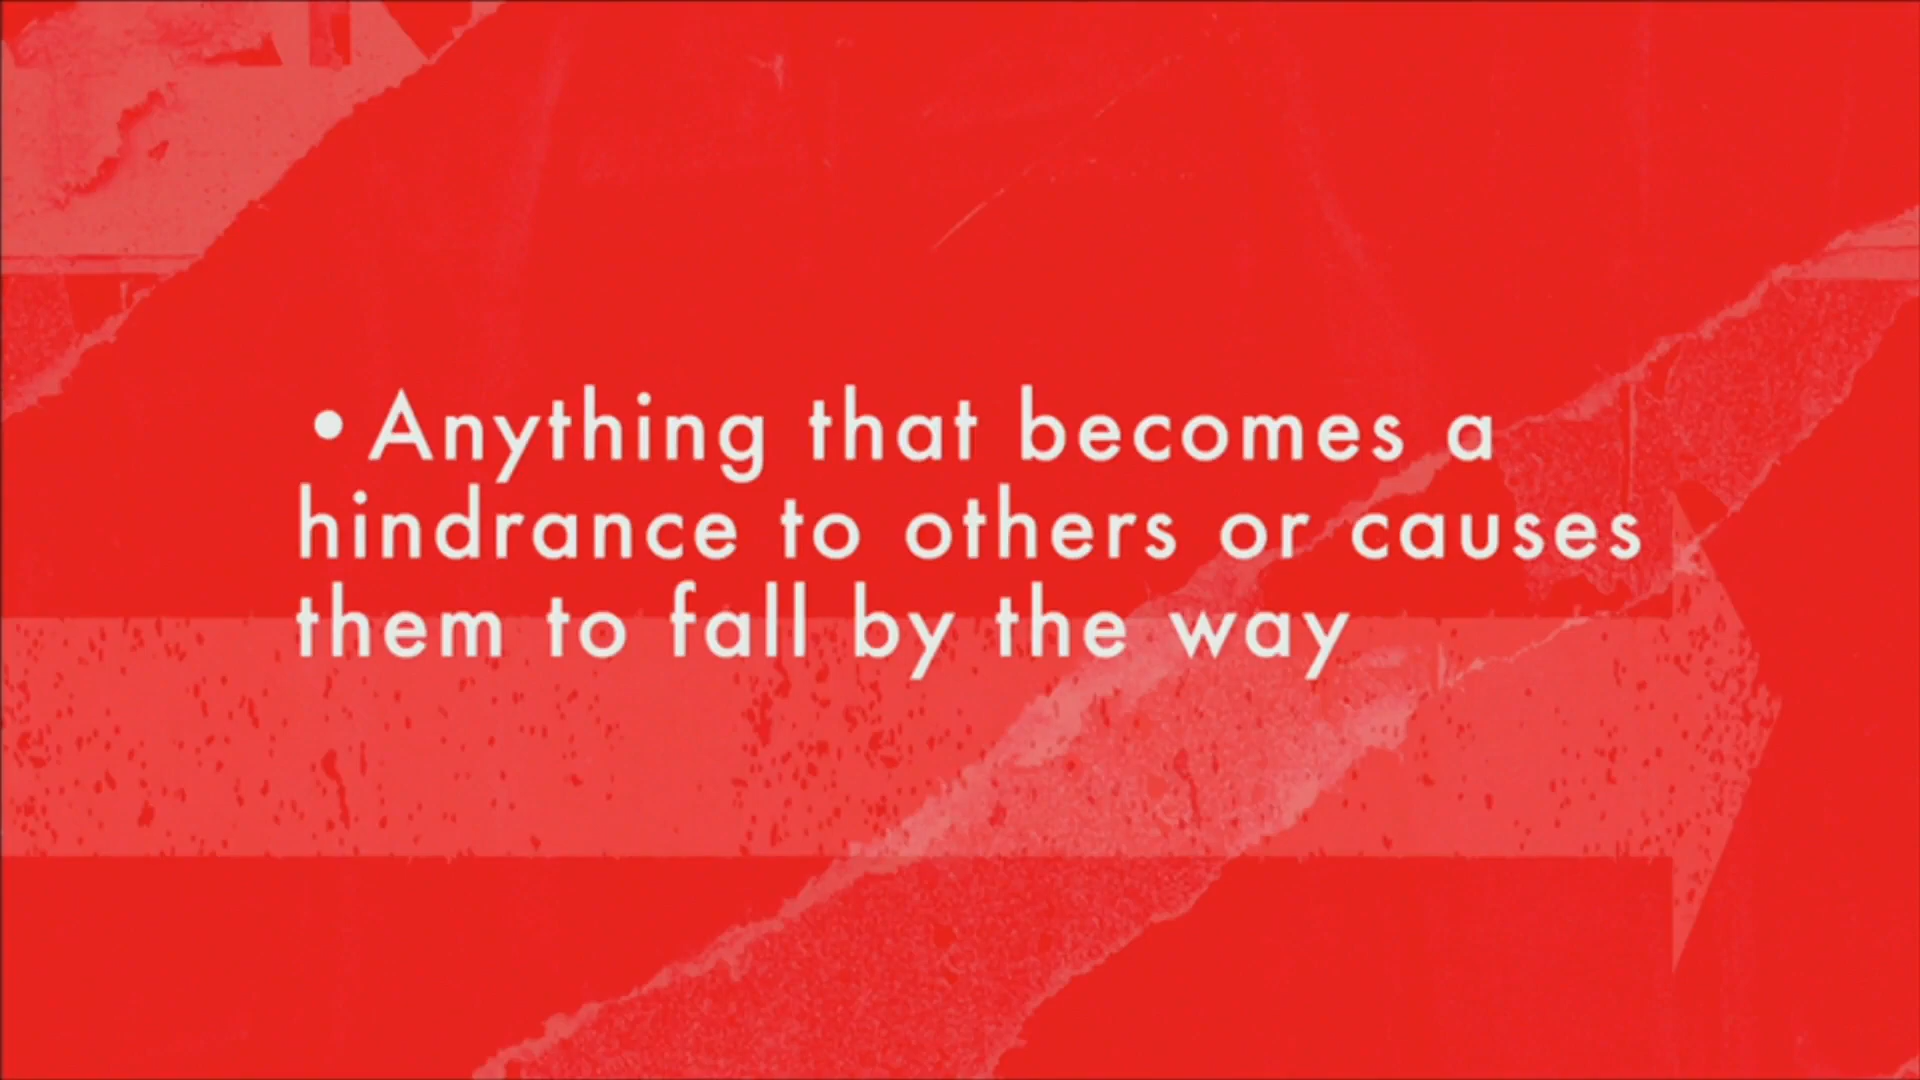 •Anything that becomes a
hindrance to others or causes
them to fall by the way